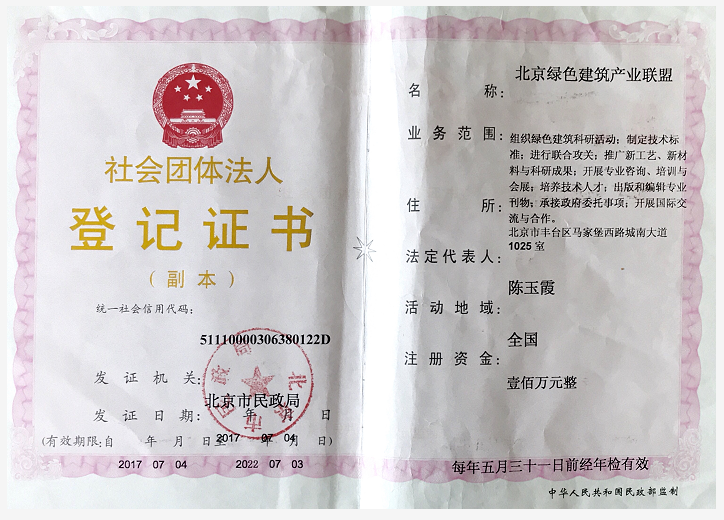 社会团体法人
登记证书
（副本）
统一社会信用代码：
51110000306380122D
发证机关：
北京市民政局
发证日期： 年 月 日
2017 07 04
（有效期限：自 年 月 日至 年 月 日）
2017 07 04 2022 07 03
名 称：
北京绿色建筑产业联盟
业务范围：
组织绿色建筑科研活动；制定技术标
准；进行联合攻关；推广新工艺、新材
料与科研成果；开展专业咨询、培训与
会展；培养技术人才；出版和编辑专业
刊物；承接政府委托事项；开展国际交
流与合作。
住 所：
北京市丰台区马家堡西路城南大道
1025 室
法定代表人：
陈玉霞
活动地域：
全国
注册资金：
壹佰万元整
每年五月三十一日前经年检有效
中华人民共和国民政部监制